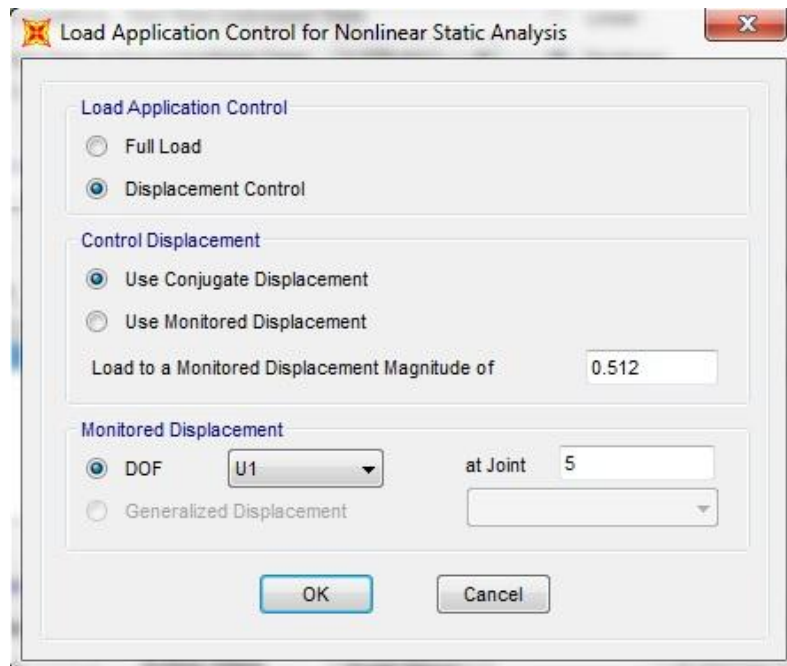 Load Application Control for Nonlinear Static Analysis
Load Application Control
Full Load
Displacement Control
Control Displacement
Use Conjugate Displacement
Use Monitored Displacement
Load to a Monitored Displacement Magnitude of 0.512
Monitored Displacement
DOF U1 at Joint 5
Generalized Displacement
OK Cancel